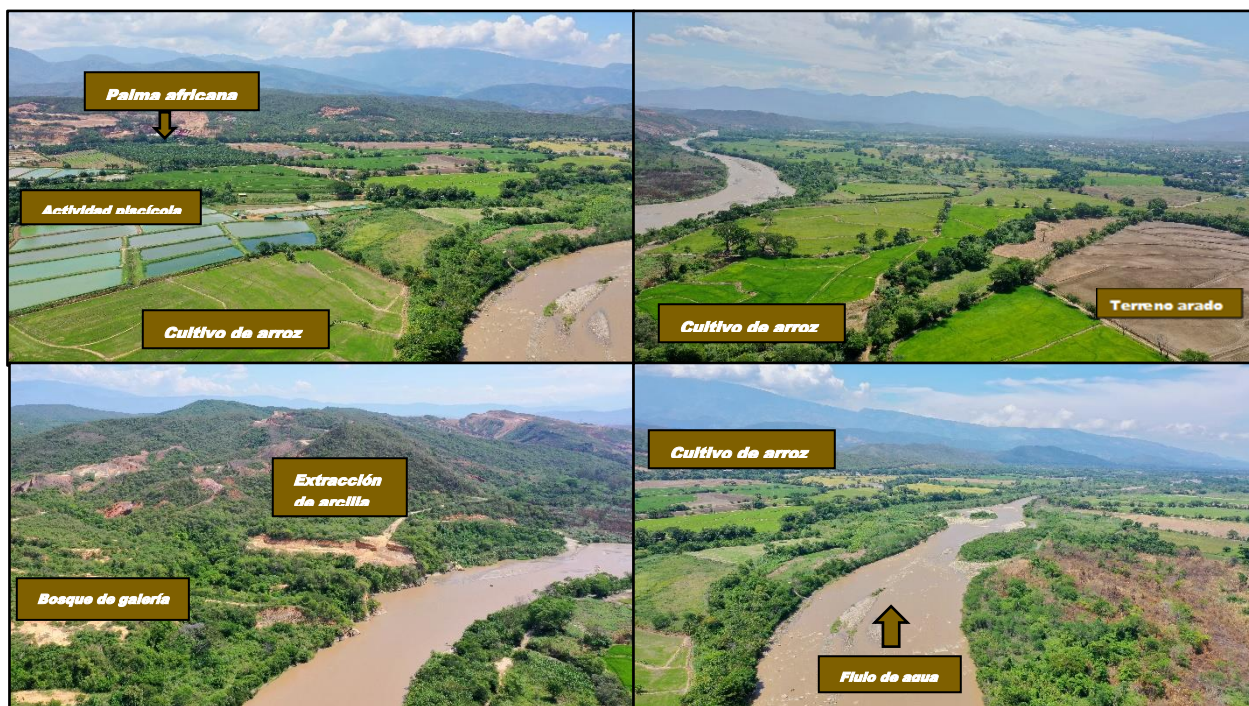 Palma africana
Actividad piscícola
Cultivo de arroz
Cultivo de arroz
Terreno arado
Extracción
de arcilla
Bosque de galería
Cultivo de arroz
Flujo de agua